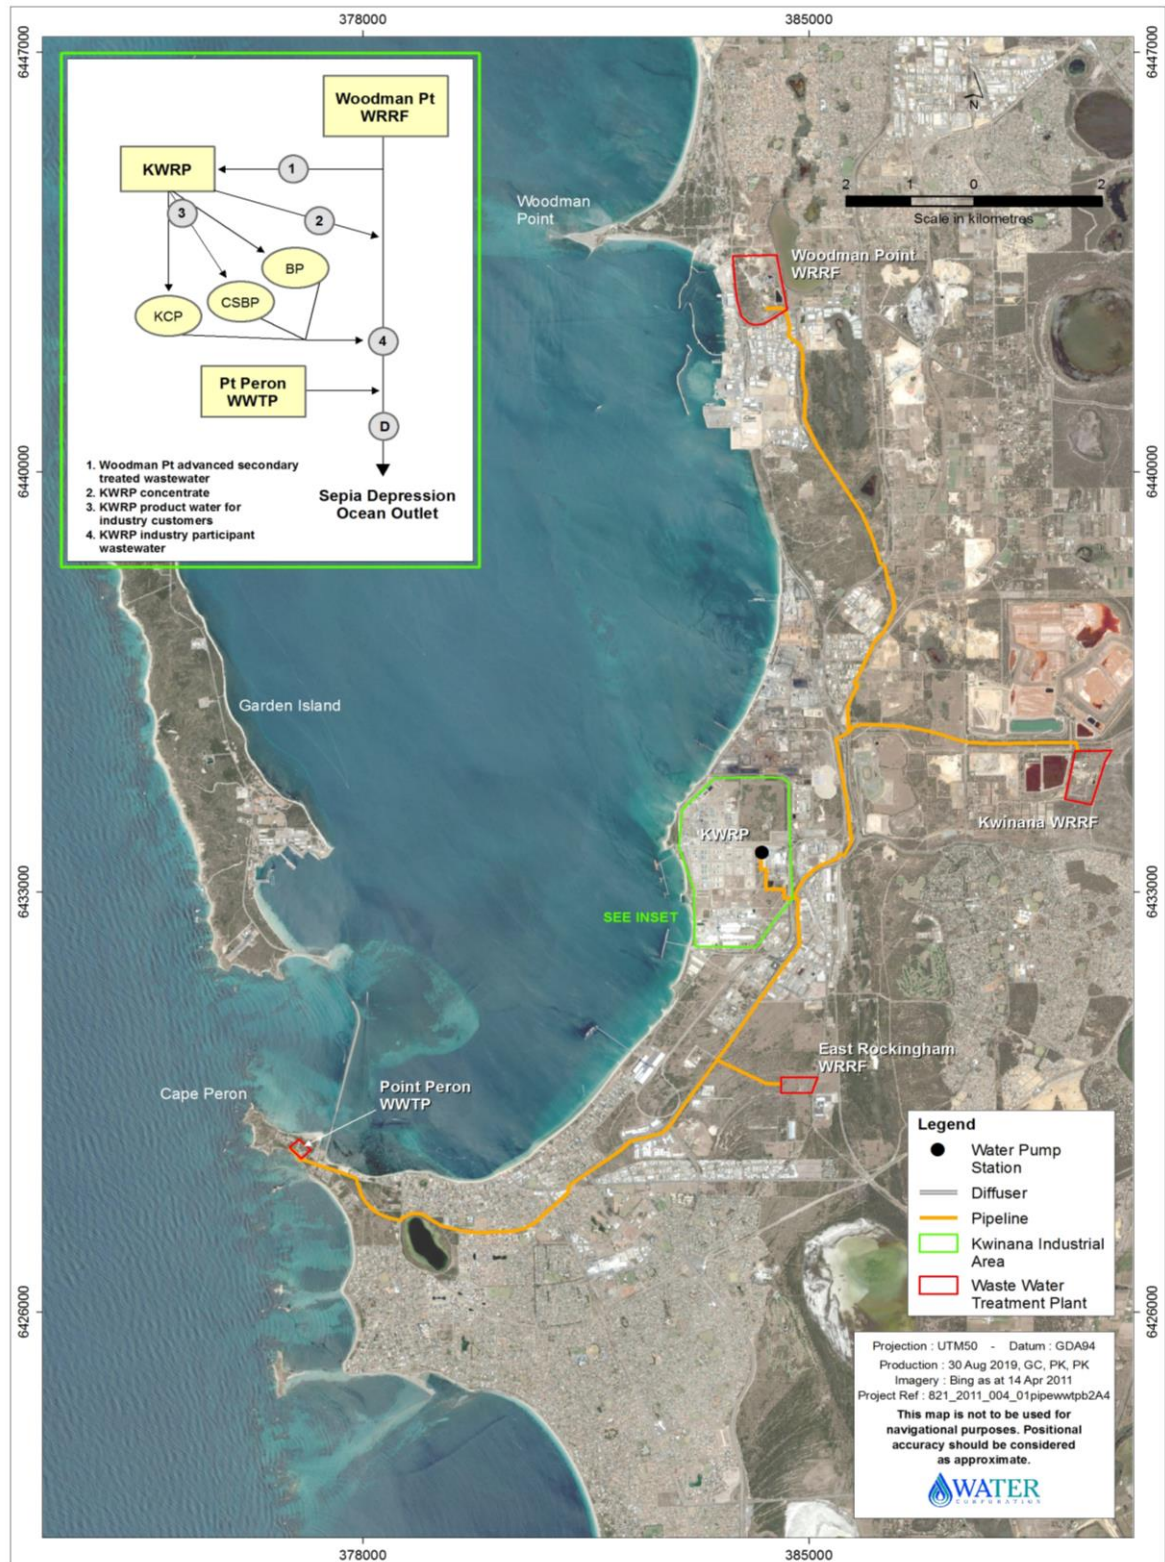 378000
385000
6447000
6447000
Woodman Pt
WRRF
KWRP
1
3
2
BP
CSBP
KCP
4
Pt Peron
WWTP
D
1. Woodman Pt advanced secondary
treated wastewater
2. KWRP concentrate
3. KWRP product water for
industry customers
4. KWRP industry participant
wastewater
Sepia Depression
Ocean Outlet
N
2 1 0 2
Scale in kilometres
Woodman
Point
Woodman Point
WRRF
6440000
6440000
Garden Island
Kwinana WRRF
KWRP
6433000
6433000
SEE INSET
East Rockingham
WRRF
Cape Peron
Point Peron
WWTP
Legend
Water Pump
Station
Diffuser
Pipeline
Kwinana Industrial
Area
Waste Water
Treatment Plant
6426000
6426000
Projection : UTM50 - Datum : GDA94
Production : 30 Aug 2019, GC, PK, PK
Imagery : Bing as at 14 Apr 2011
Project Ref : 821_2011_004_01pipewwtpb2A4
This map is not to be used for
navigational purposes. Positional
accuracy should be considered
as approximate.
WATER
CORPORATION
378000
385000